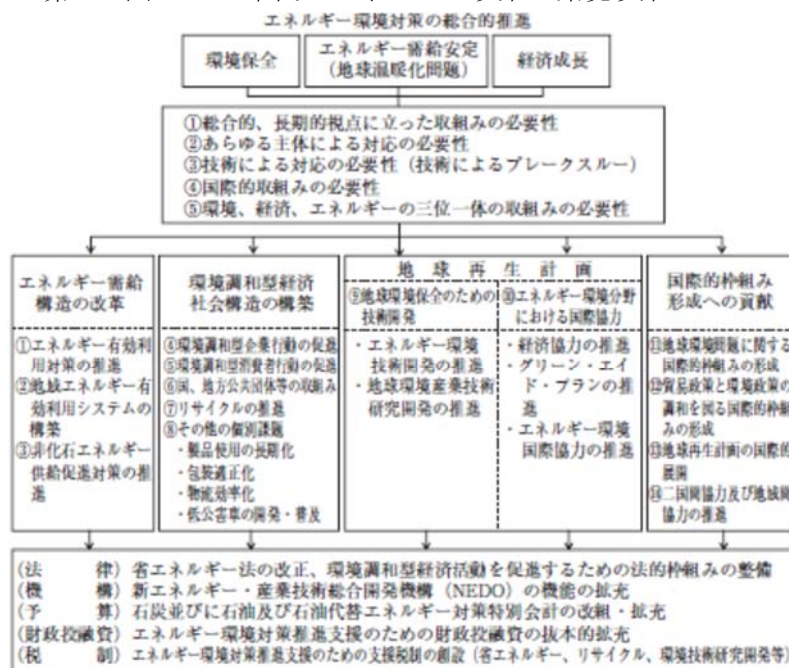 エネルギー環境対策の総合的推進
環境保全
エネルギー需給安定
(地球温暖化問題)
経済成長
①総合的、長期的視点に立った取組みの必要性
②あらゆる主体による対応の必要性
③技術による対応の必要性(技術によるブレークスルー)
④国際的取組みの必要性
⑤環境、経済、エネルギーの三位一体の取組みの必要性
エネルギー需給
構造の改革
①エネルギー有効利
用対策の推進
②地域エネルギー有
効利用システムの
構築
③非化石エネルギー
供給促進対策の推
進
環境調和型経済
社会構造の構築
④環境調和型企業行動の促進
⑤環境調和型消費者行動の促進
⑥国、地方公共団体等の取組み
⑦リサイクルの推進
⑧その他の個別課題
・製品使用の長期化
・包装適正化
・物流効率化
・低公害車の開発・普及
地球再生計画
⑨地球環境保全のための
技術開発
・エネルギー環境
技術開発の推進
・地球環境産業技術
研究開発の推進
⑩エネルギー環境分野
における国際協力
・経済協力の推進
・グリーン・エイ
ド・プランの推
進
・エネルギー環境
国際協力の推進
国際的枠組み
形成への貢献
⑪地球環境問題に関する
国際的枠組みの形成
⑫貿易政策と環境政策の
調和を図る国際的枠組
みの形成
⑬地球再生計画の国際的
展開
⑭二国間協力及び地域間
協力の推進
(法　　律) 省エネルギー法の改正、環境調和型経済活動を促進するための法的枠組みの整備
(機　　構) 新エネルギー・産業技術総合開発機構(NEDO)の機能の拡充
(予　　算) 石炭並びに石油及び石油代替エネルギー対策特別会計の改組・拡充
(財政投融資) エネルギー環境対策推進支援のための財政投融資の抜本的拡充
(税　　制) エネルギー環境対策推進支援のための支援税制の創設(省エネルギー、リサイクル、環境技術研究開発等)